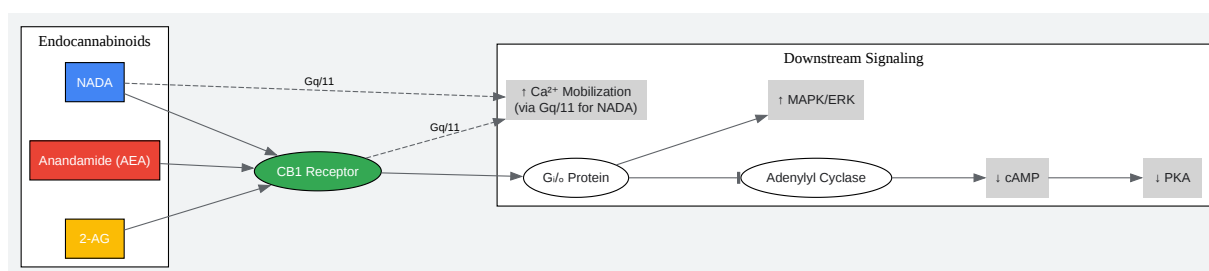 Endocannabinoids
NADA
Anandamide (AEA)
2-AG
CB1 Receptor
Gq/11
Gq/11
Downstream Signaling
↑ Ca²⁺ Mobilization
(via Gq/11 for NADA)
↑ MAPK/ERK
Gᵢ/ₒ Protein
Adenylyl Cyclase
↓ cAMP
↓ PKA